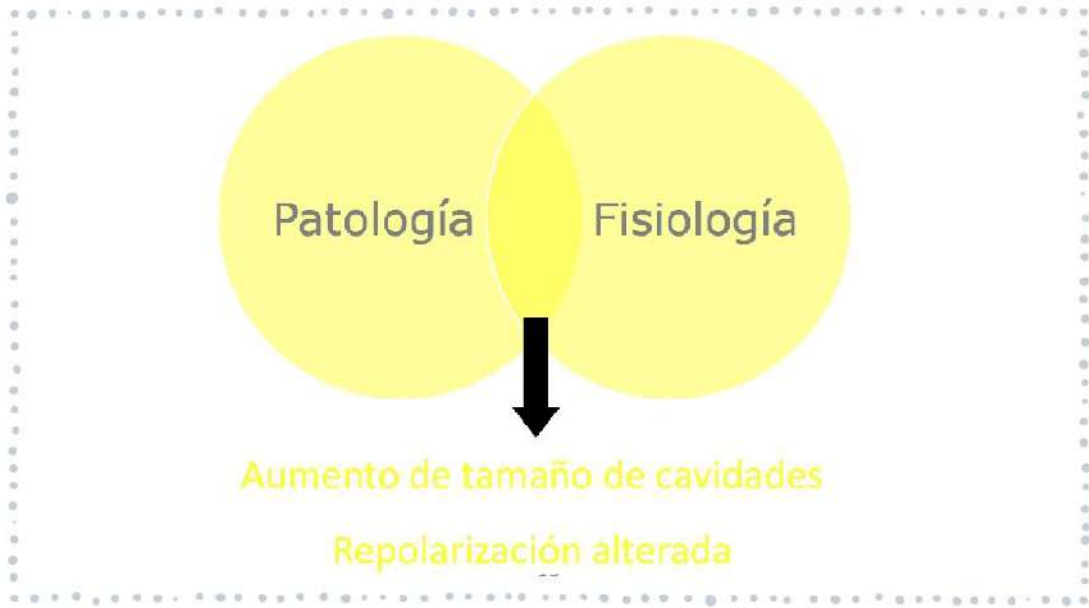 Patología
Fisiología
Aumento de tamaño de cavidades
Repolarización alterada